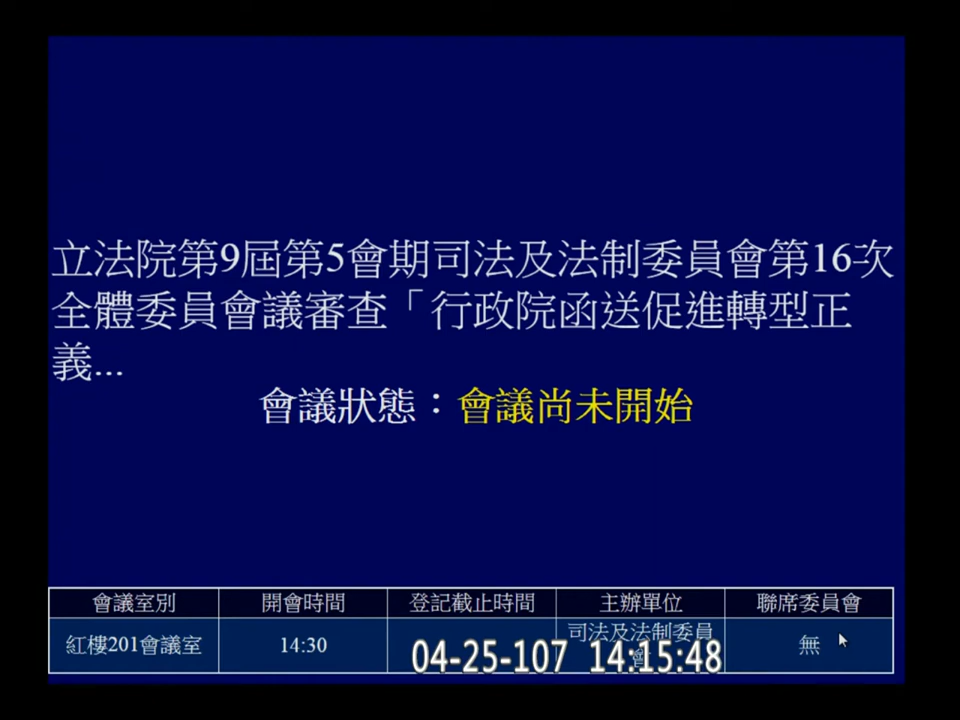 立法院第9屆第5會期司法及法制委員會第16次
全體委員會議審查「行政院函送促進轉型正
義...
會議狀態：會議尚未開始
會議室別 開會時間 登記截止時間 主辦單位 聯席委員會
紅樓201會議室 14:30 司法及法制委員 無
會
04-25-107 14:15:48